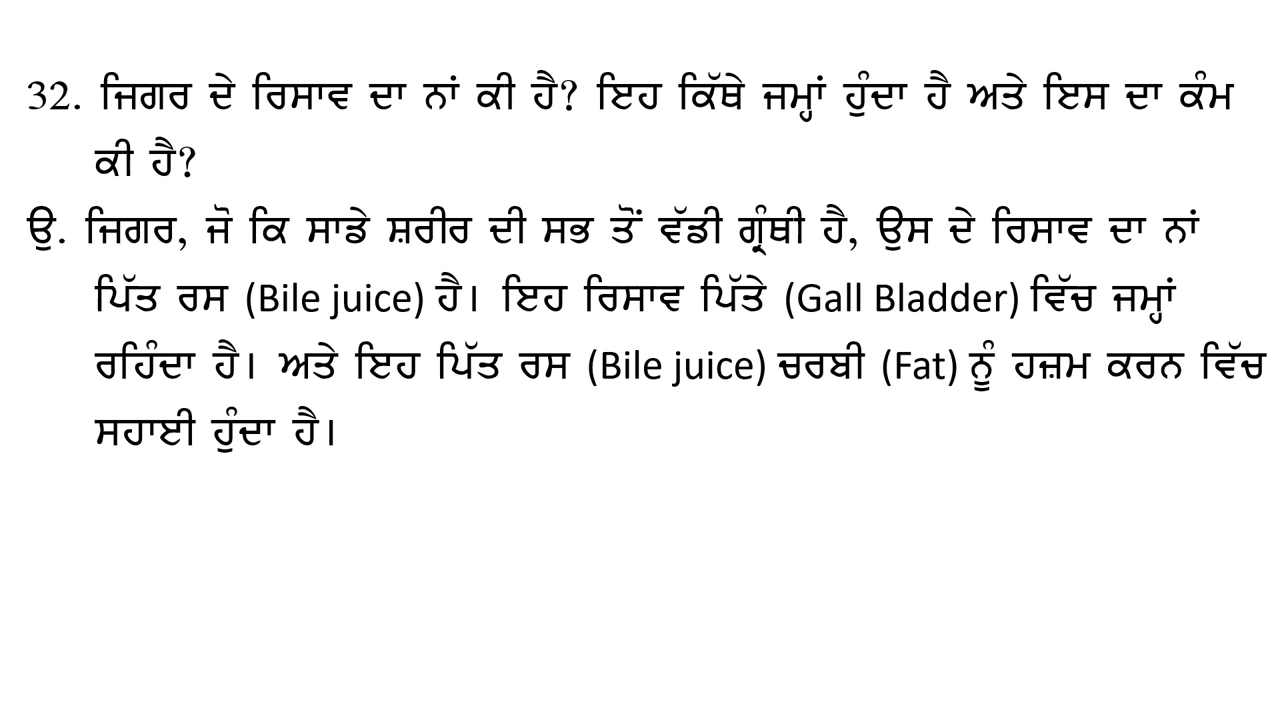 32. ਜਿਗਰ ਦੇ ਰਿਸਾਵ ਦਾ ਨਾਂ ਕੀ ਹੈ? ਇਹ ਕਿੱਥੇ ਜਮ੍ਹਾਂ ਹੁੰਦਾ ਹੈ ਅਤੇ ਇਸ ਦਾ ਕੰਮ
ਕੀ ਹੈ?
ਉ. ਜਿਗਰ, ਜੋ ਕਿ ਸਾਡੇ ਸ਼ਰੀਰ ਦੀ ਸਭ ਤੋਂ ਵੱਡੀ ਗ੍ਰੰਥੀ ਹੈ, ਉਸ ਦੇ ਰਿਸਾਵ ਦਾ ਨਾਂ
ਪਿੱਤ ਰਸ (Bile juice) ਹੈ। ਇਹ ਰਿਸਾਵ ਪਿੱਤੇ (Gall Bladder) ਵਿੱਚ ਜਮ੍ਹਾਂ
ਰਹਿੰਦਾ ਹੈ। ਅਤੇ ਇਹ ਪਿੱਤ ਰਸ (Bile juice) ਚਰਬੀ (Fat) ਨੂੰ ਹਜ਼ਮ ਕਰਨ ਵਿੱਚ
ਸਹਾਈ ਹੁੰਦਾ ਹੈ।